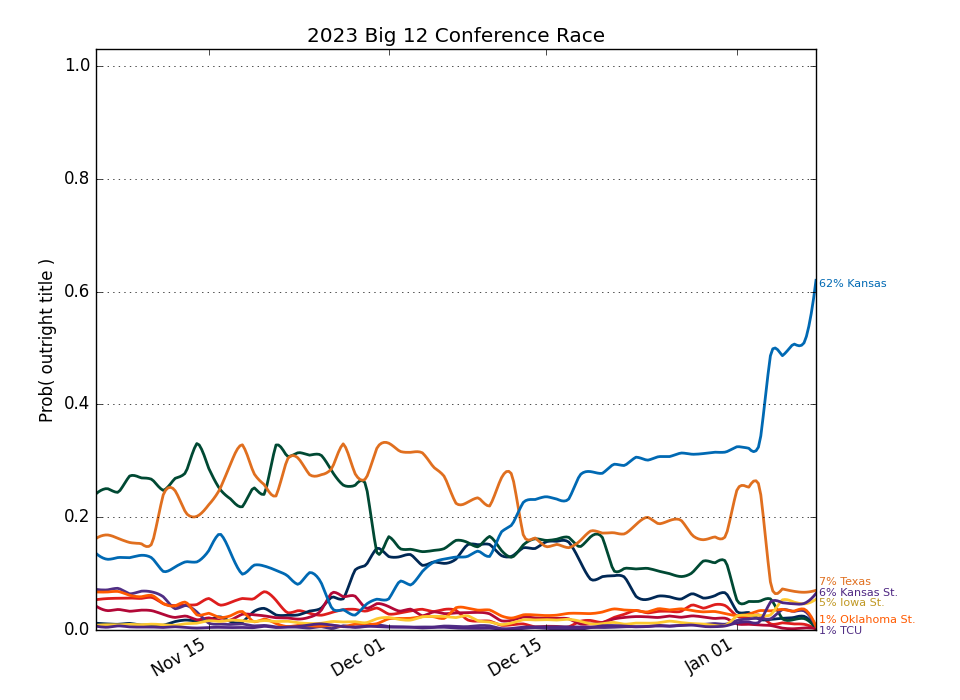 2023 Big 12 Conference Race
Prob( outright title )
1.0
0.8
0.6
0.4
0.2
0.0
62% Kansas
7% Texas
6% Kansas St.
5% Iowa St.
1% Oklahoma St.
1% TCU
Nov 15
Dec 01
Dec 15
Jan 01